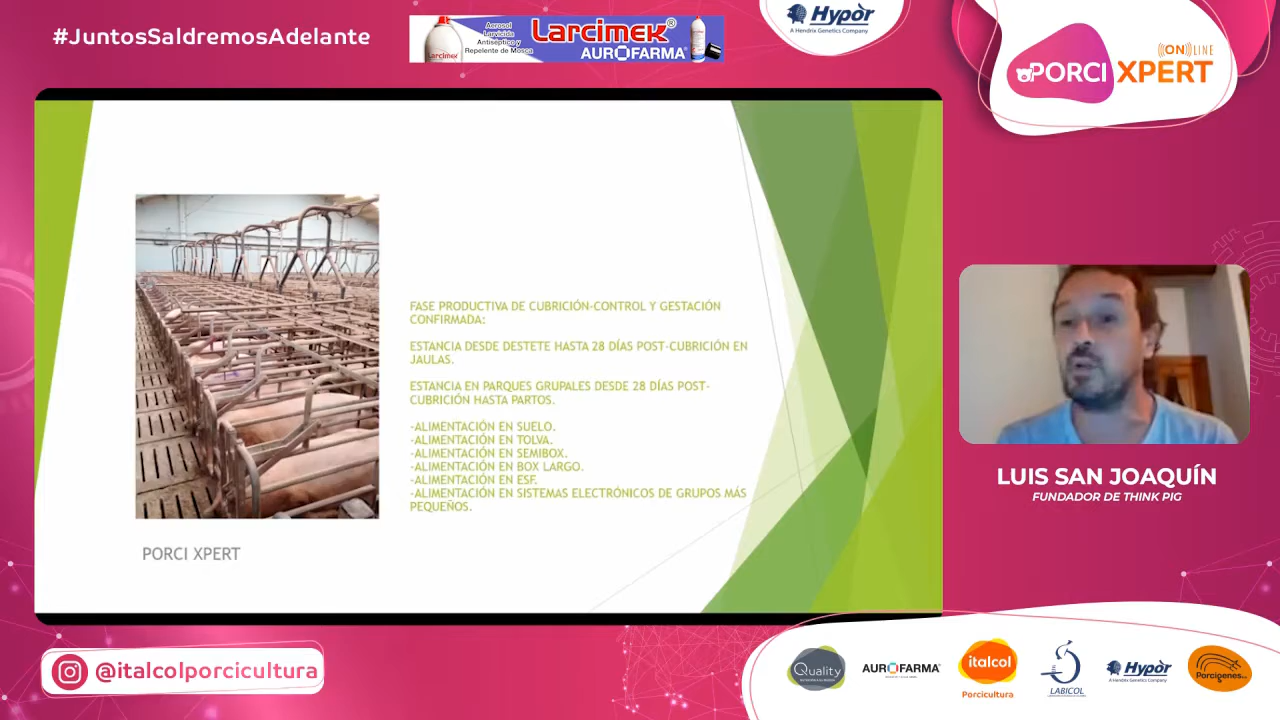 #JuntosSaldremosAdelante
Aerosol
Larvicida
Antiséptico y
Repelente de Mosca
Larcimek®
AUROFARMA
Larcimek
Hypòr
A Hendrix Genetics Company
((ON))LINE
PORCI XPERT
FASE PRODUCTIVA DE CUBRICIÓN-CONTROL Y GESTACIÓN
CONFIRMADA:
ESTANCIA DESDE DESTETE HASTA 28 DÍAS POST-CUBRICIÓN EN
JAULAS.
ESTANCIA EN PARQUES GRUPALES DESDE 28 DÍAS POST-
CUBRICIÓN HASTA PARTOS.
-ALIMENTACIÓN EN SUELO.
-ALIMENTACIÓN EN TOLVA.
-ALIMENTACIÓN EN SEMIBOX.
-ALIMENTACIÓN EN BOX LARGO.
-ALIMENTACIÓN EN ESF.
-ALIMENTACIÓN EN SISTEMAS ELECTRÓNICOS DE GRUPOS MÁS
PEQUEÑOS.
PORCI XPERT
LUIS SAN JOAQUÍN
FUNDADOR DE THINK PIG
@italcolporcicultura
Quality
AUROFARMA
italcol
Porcicultura
LABICOL
Hypòr
A Hendrix Genetics Company
Porcigenes